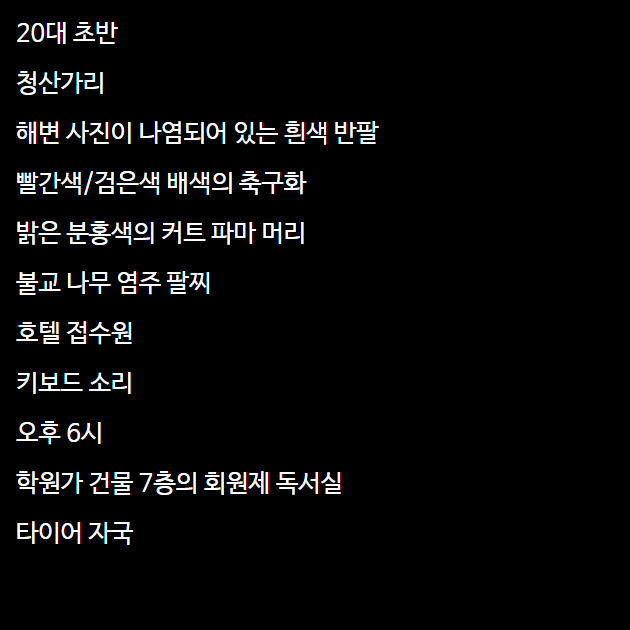 20대 초반
청산가리
해변 사진이 나염되어 있는 흰색 반팔
빨간색/검은색 배색의 축구화
밝은 분홍색의 커트 파마 머리
불교 나무 염주 팔찌
호텔 접수원
키보드 소리
오후 6시
학원가 건물 7층의 회원제 독서실
타이어 자국